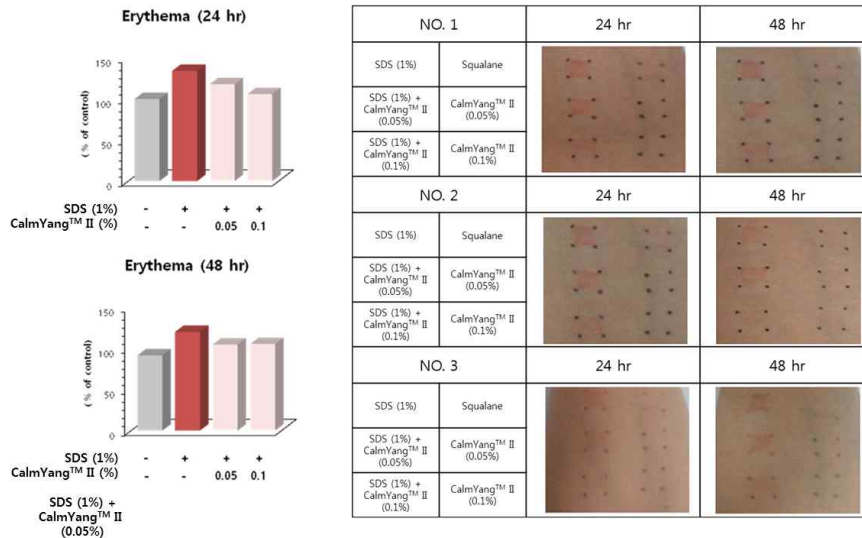 Erythema (24 hr)
( % of control)
150
100
50
0
SDS (1%) - + + +
CalmYang™ II (%) - - 0.05 0.1
Erythema (48 hr)
( % of control)
150
100
50
0
SDS (1%) - + + +
CalmYang™ II (%) - - 0.05 0.1
SDS (1%) +
CalmYang™ II
(0.05%)
NO. 1 24 hr 48 hr
SDS (1%) Squalane
SDS (1%) +
CalmYang™ II
(0.05%)
CalmYang™ II
(0.05%)
SDS (1%) +
CalmYang™ II
(0.1%)
CalmYang™ II
(0.1%)
NO. 2 24 hr 48 hr
SDS (1%) Squalane
SDS (1%) +
CalmYang™ II
(0.05%)
CalmYang™ II
(0.05%)
SDS (1%) +
CalmYang™ II
(0.1%)
CalmYang™ II
(0.1%)
NO. 3 24 hr 48 hr
SDS (1%) Squalane
SDS (1%) +
CalmYang™ II
(0.05%)
CalmYang™ II
(0.05%)
SDS (1%) +
CalmYang™ II
(0.1%)
CalmYang™ II
(0.1%)